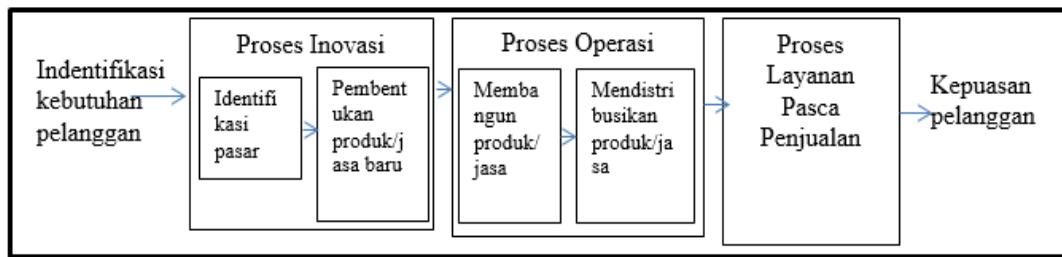 Indentifikasi
kebutuhan
pelanggan
Proses Inovasi
Identifi
kasi
pasar
Pembent
ukan
produk/j
asa baru
Proses Operasi
Memba
ngun
produk/
jasa
Mendistri
busikan
produk/ja
sa
Proses
Layanan
Pasca
Penjualan
Kepuasan
pelanggan